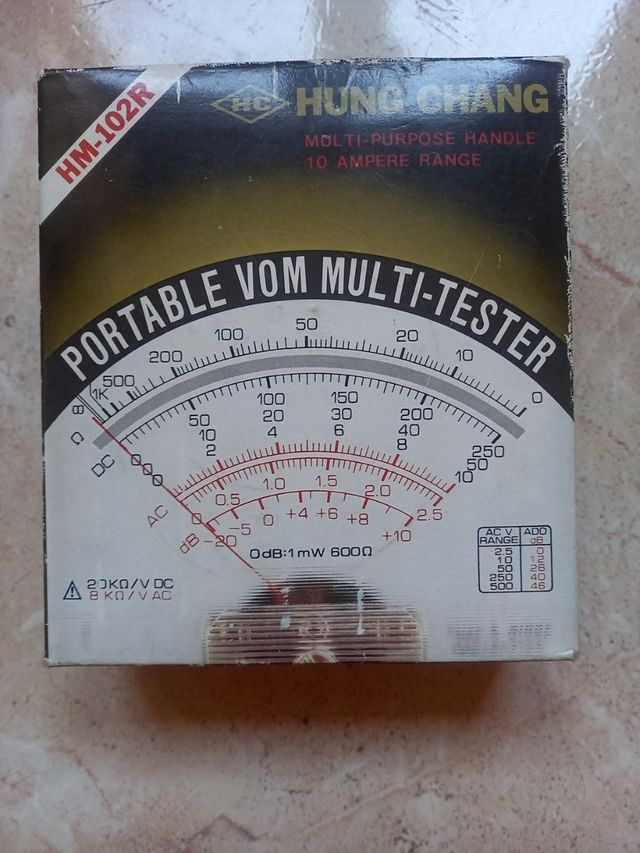 HM-102R
HC HUNG CHANG
MULTI-PURPOSE HANDLE
10 AMPERE RANGE
PORTABLE VOM MULTI-TESTER
Ω ∞ 1K 500 200 100 50 20 10 0
DC 0 50 100 150 200 250
0 10 20 30 40 50
0 2 4 6 8 10
AC 0 0.5 1.0 1.5 2.0 2.5
dB -20 -5 0 +4 +6 +8 +10
0dB:1mW 600Ω
20KΩ/V DC
8 KΩ/V AC
AC V RANGE ADD dB
2.5 0
10 12
50 26
250 40
500 46